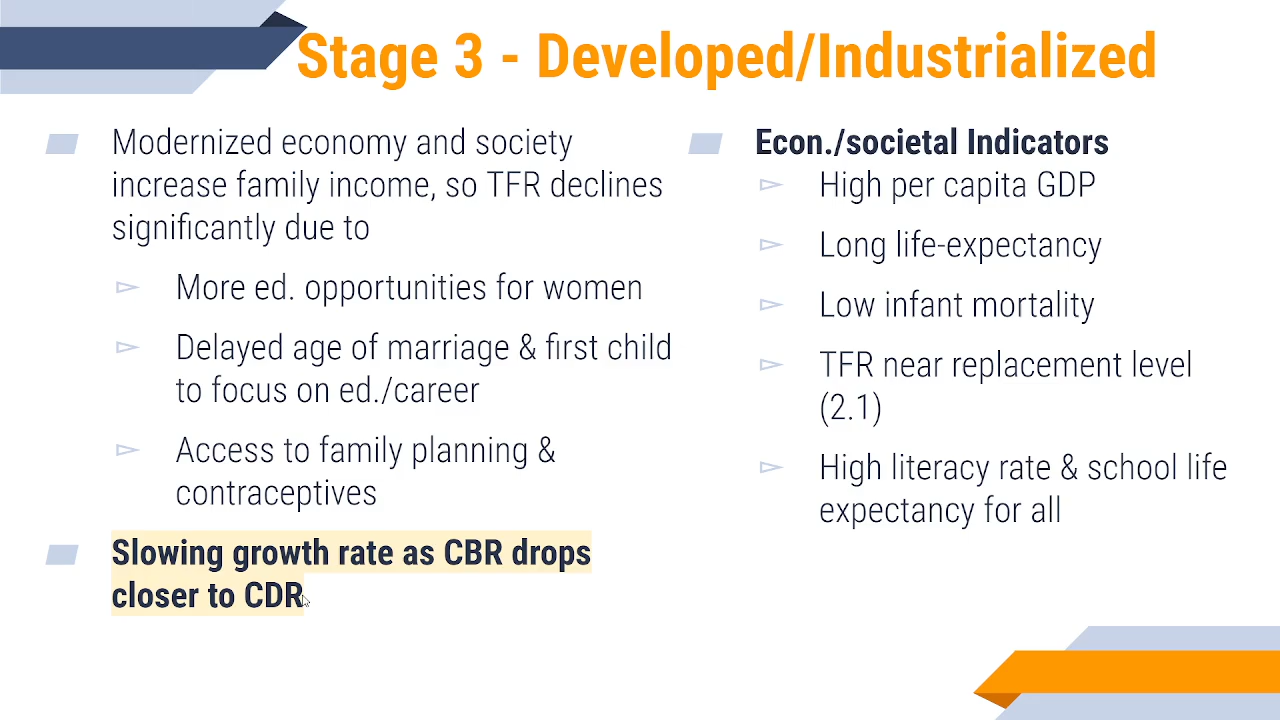 Stage 3 - Developed/Industrialized
Modernized economy and society
increase family income, so TFR declines
significantly due to
More ed. opportunities for women
Delayed age of marriage & first child
to focus on ed./career
Access to family planning &
contraceptives
Slowing growth rate as CBR drops
closer to CDR
Econ./societal Indicators
High per capita GDP
Long life-expectancy
Low infant mortality
TFR near replacement level
(2.1)
High literacy rate & school life
expectancy for all